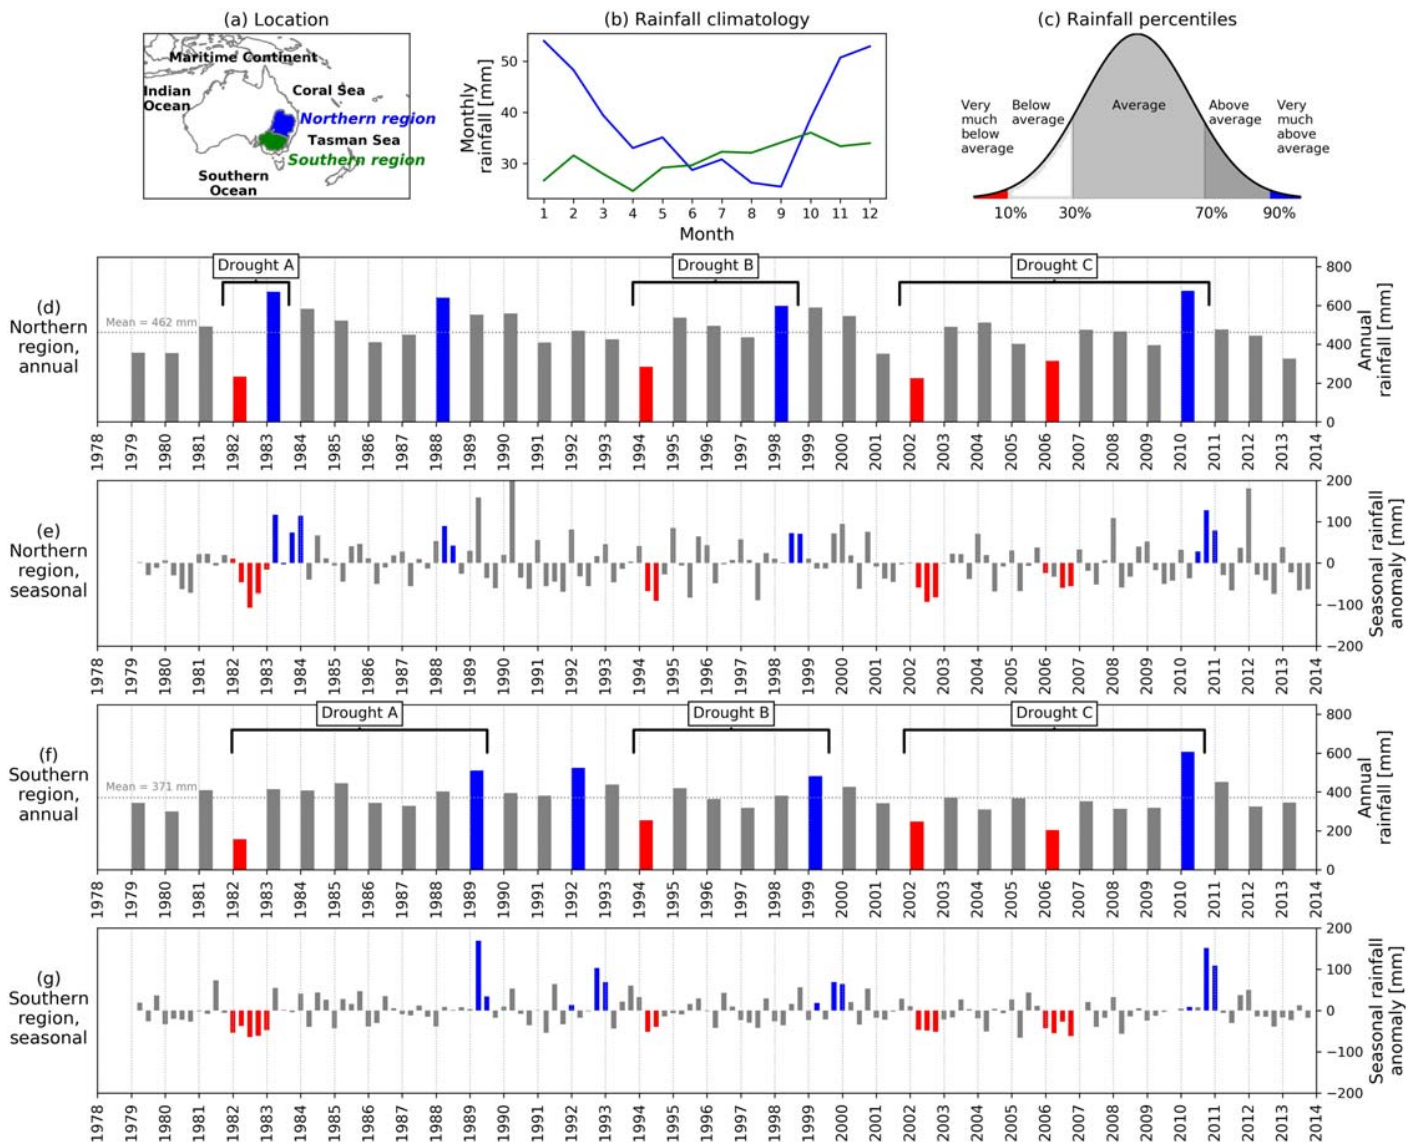 (a) Location
Maritime Continent
Indian
Ocean
Coral Sea
Northern region
Tasman Sea
Southern region
Southern
Ocean
(b) Rainfall climatology
Monthly
rainfall [mm]
50
40
30
1 2 3 4 5 6 7 8 9 10 11 12
Month
(c) Rainfall percentiles
Very
much
below
average
Below
average
Average
Above
average
Very
much
above
average
10% 30% 70% 90%
(d)
Northern
region,
annual
Drought A
Drought B
Drought C
Mean = 462 mm
800
600
400
200
0
Annual
rainfall [mm]
1978 1979 1980 1981 1982 1983 1984 1985 1986 1987 1988 1989 1990 1991 1992 1993 1994 1995 1996 1997 1998 1999 2000 2001 2002 2003 2004 2005 2006 2007 2008 2009 2010 2011 2012 2013 2014
(e)
Northern
region,
seasonal
200
100
0
−100
−200
Seasonal rainfall
anomaly [mm]
1978 1979 1980 1981 1982 1983 1984 1985 1986 1987 1988 1989 1990 1991 1992 1993 1994 1995 1996 1997 1998 1999 2000 2001 2002 2003 2004 2005 2006 2007 2008 2009 2010 2011 2012 2013 2014
(f)
Southern
region,
annual
Drought A
Drought B
Drought C
Mean = 371 mm
800
600
400
200
0
Annual
rainfall [mm]
1978 1979 1980 1981 1982 1983 1984 1985 1986 1987 1988 1989 1990 1991 1992 1993 1994 1995 1996 1997 1998 1999 2000 2001 2002 2003 2004 2005 2006 2007 2008 2009 2010 2011 2012 2013 2014
(g)
Southern
region,
seasonal
200
100
0
−100
−200
Seasonal rainfall
anomaly [mm]
1978 1979 1980 1981 1982 1983 1984 1985 1986 1987 1988 1989 1990 1991 1992 1993 1994 1995 1996 1997 1998 1999 2000 2001 2002 2003 2004 2005 2006 2007 2008 2009 2010 2011 2012 2013 2014